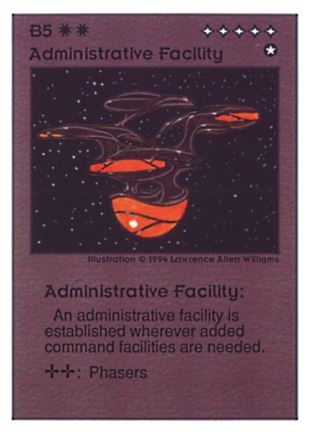 B5
Administrative Facility
Illustration © 1994 Lawrence Allen Williams
Administrative Facility:
An administrative facility is
established wherever added
command facilities are needed.
✢✢: Phasers